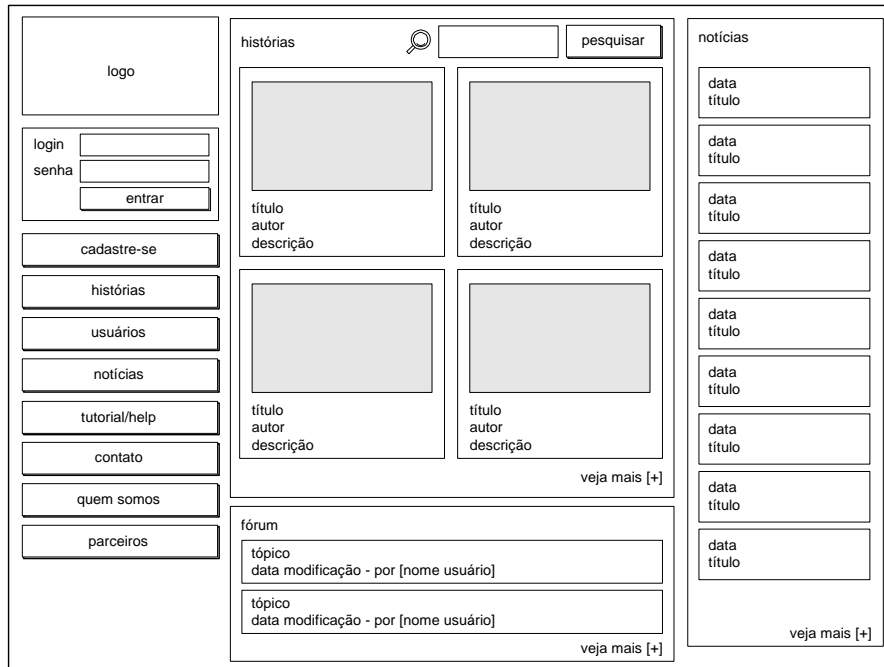 logo
login
senha
entrar
cadastre-se
histórias
usuários
notícias
tutorial/help
contato
quem somos
parceiros
histórias
pesquisar
título
autor
descrição
título
autor
descrição
título
autor
descrição
título
autor
descrição
veja mais [+]
fórum
tópico
data modificação - por [nome usuário]
tópico
data modificação - por [nome usuário]
veja mais [+]
notícias
data
título
data
título
data
título
data
título
data
título
data
título
data
título
data
título
data
título
veja mais [+]